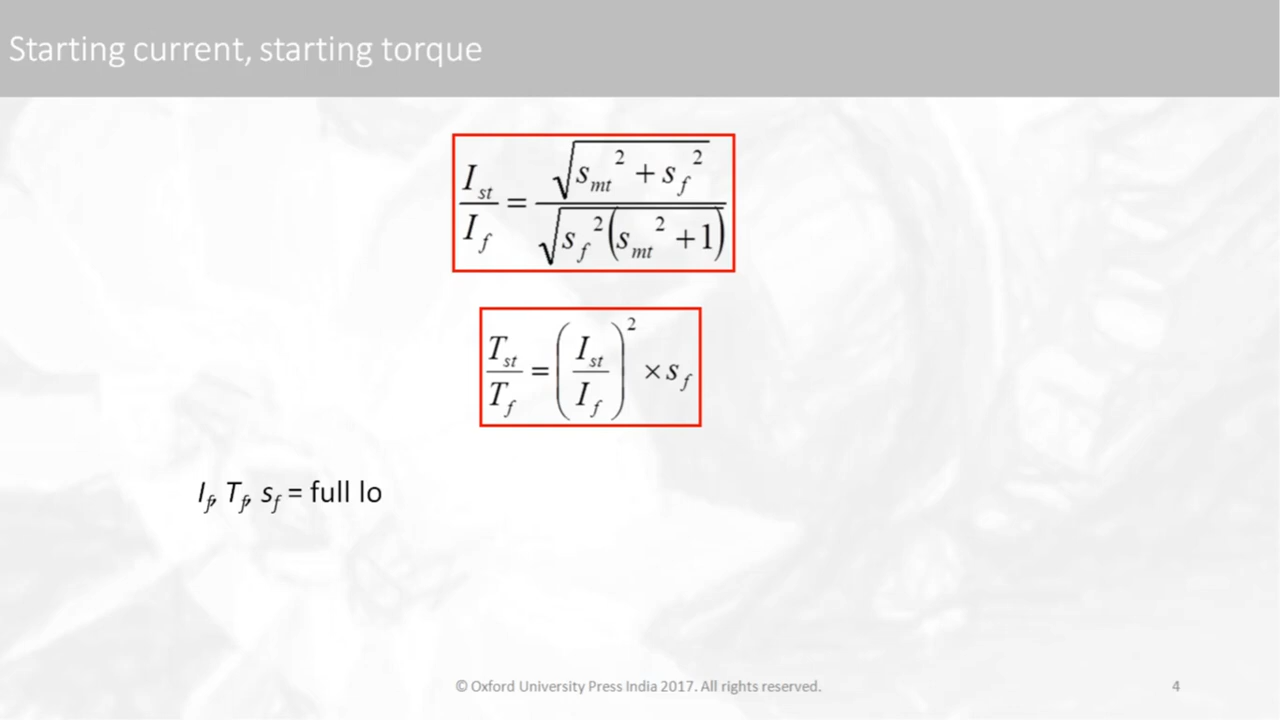 Starting current, starting torque
I_st / I_f = √(s_mt² + s_f²) / √(s_f²(s_mt² + 1))
T_st / T_f = (I_st / I_f)² × s_f
I_f, T_f, s_f = full lo
© Oxford University Press India 2017. All rights reserved.
4